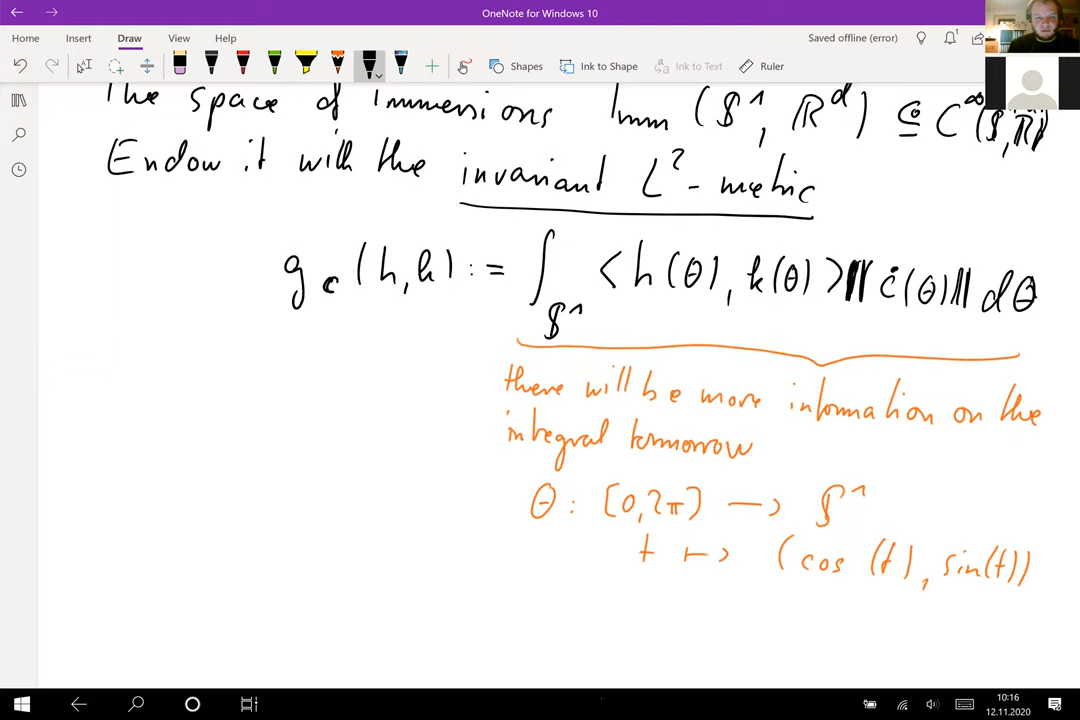 OneNote for Windows 10
Home Insert Draw View Help
Saved offline (error)
Shapes Ink to Shape Ink to Text Ruler
The space of immersions Imm (𝕊¹, ℝᵈ) ⊆ C^∞(𝕊¹, ℝᵈ)
Endow it with the invariant L² - metric
g_c (h, k) := ∫_𝕊¹ <h(θ), k(θ)> ‖ċ(θ)‖ dθ
there will be more information on the
integral tomorrow
θ : [0, 2π) → 𝕊¹
t ↦ (cos (t), sin(t))
10:16
12.11.2020